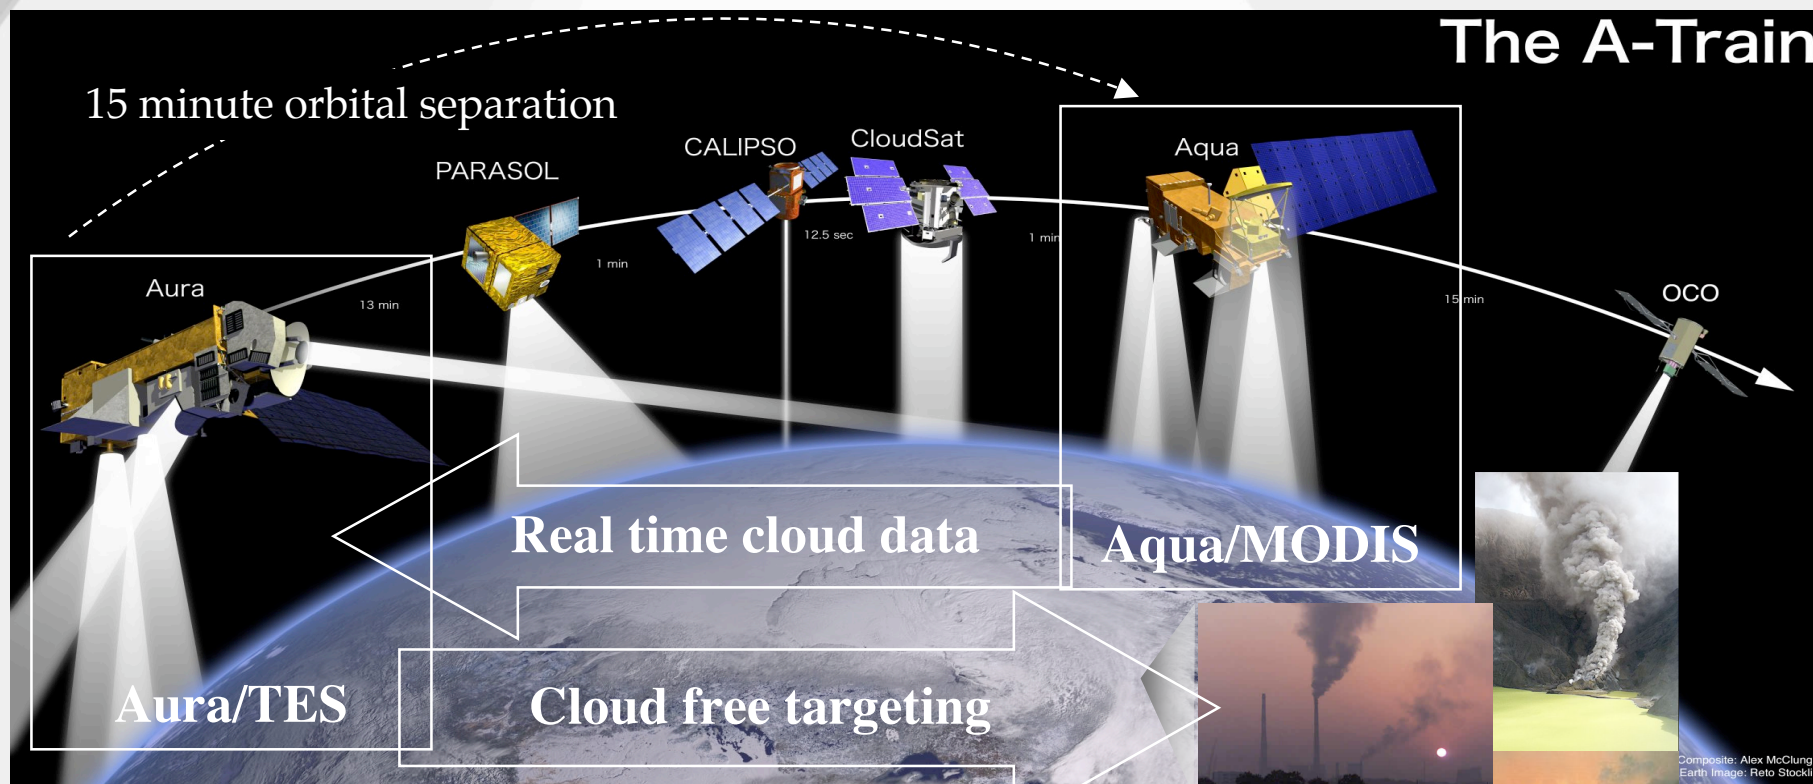 The A-Train
15 minute orbital separation
PARASOL
CALIPSO
CloudSat
Aqua
12.5 sec
1 min
1 min
Aura
13 min
15 min
OCO
Real time cloud data
Aqua/MODIS
Aura/TES
Cloud free targeting
Composite: Alex McClung
Earth Image: Reto